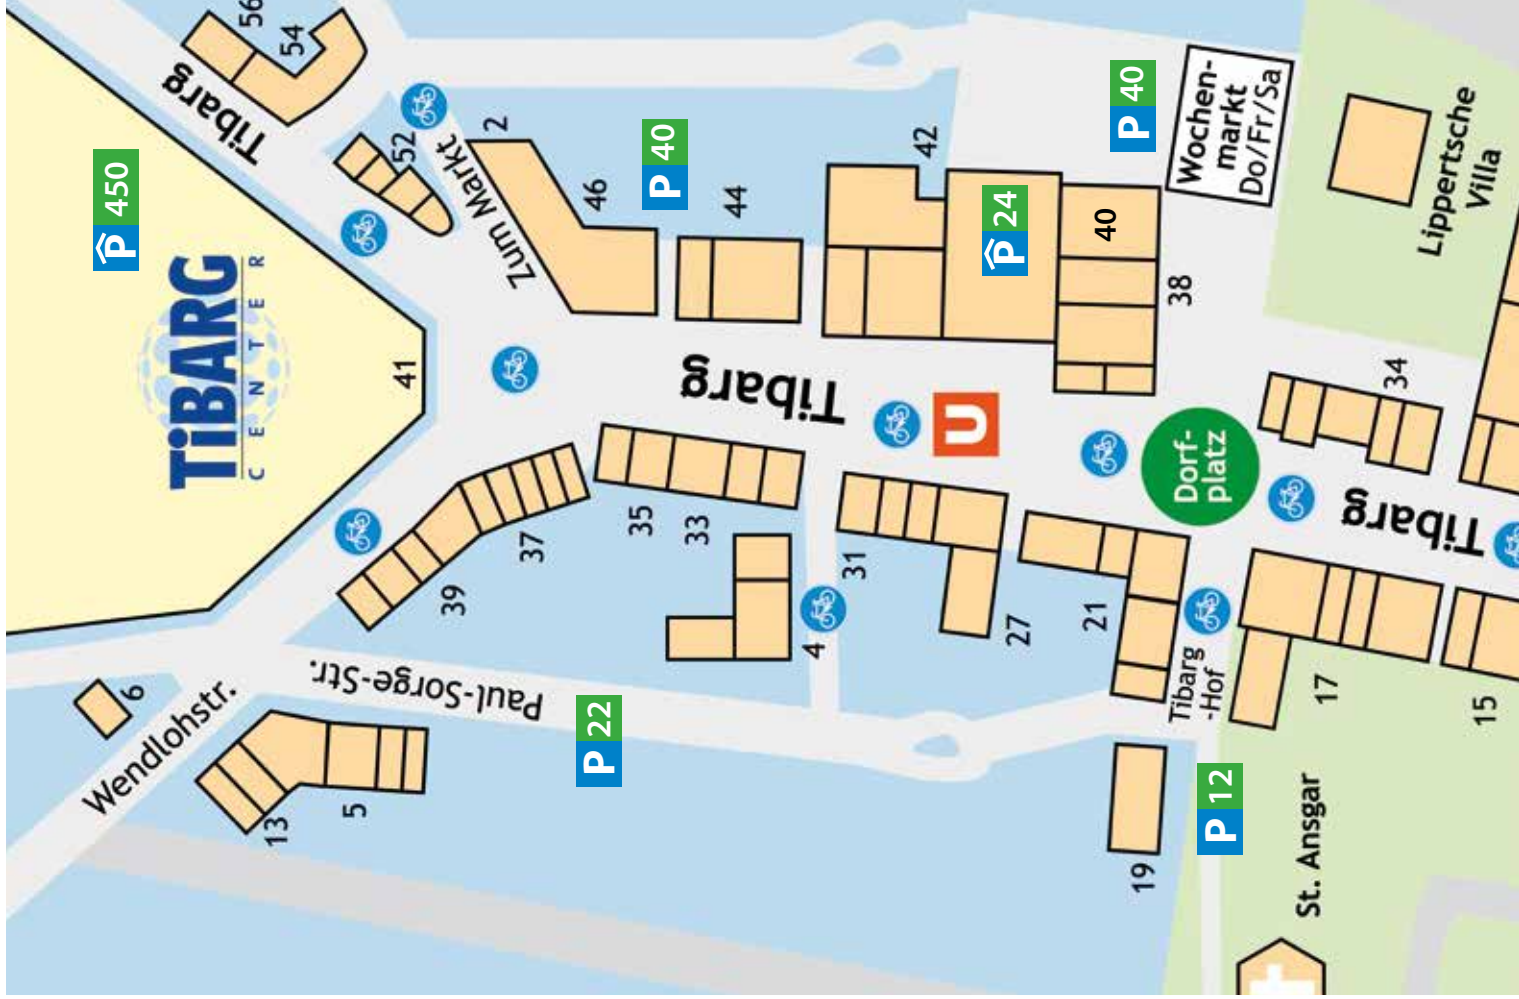 56
54
Tibarg
P 450
TiBARG
CENTER
41
52
2
Zum Markt
46
P 40
44
42
P 24
40
38
P 40
Wochen-
markt
Do/Fr/Sa
Lippertsche
Villa
34
Tibarg
U
Dorf-
platz
Tibarg
39
37
35
33
31
4
27
21
Tibarg
-Hof
17
15
6
Wendlohstr.
Paul-Sorge-Str.
13
5
P 22
19
P 12
St. Ansgar